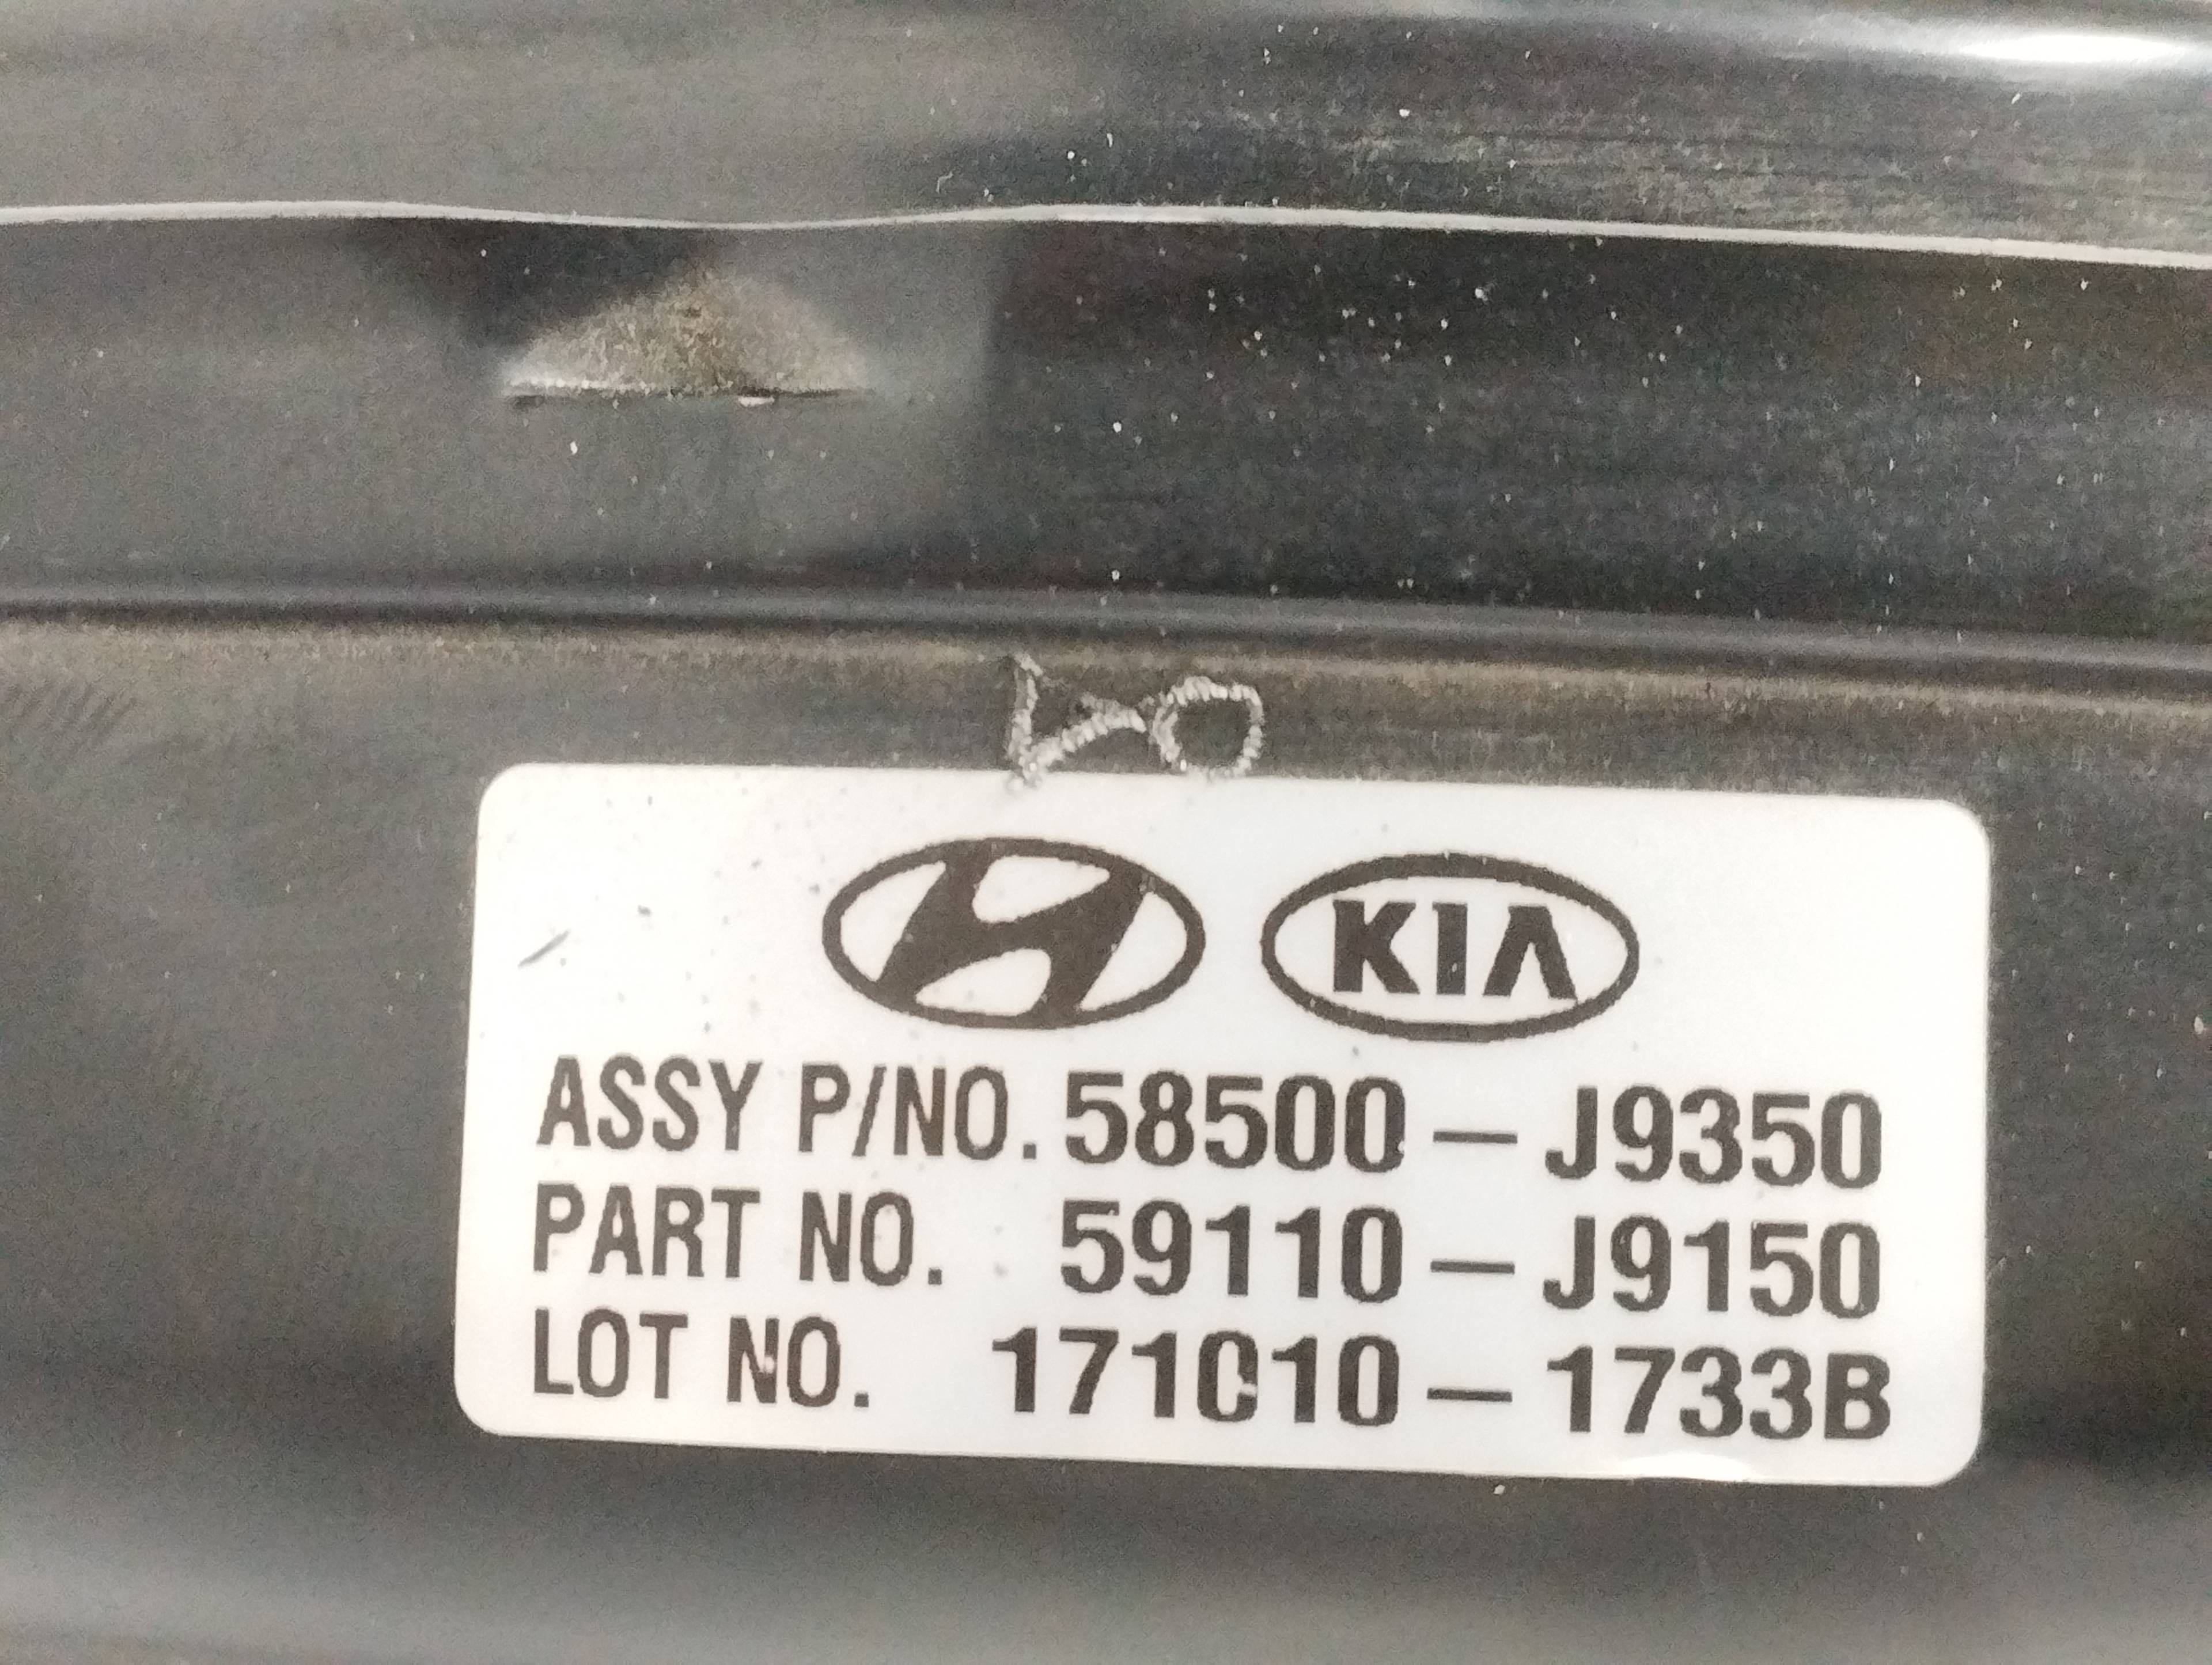 KIA
ASSY P/NO. 58500-J9350
PART NO. 59110-J9150
LOT NO. 171010-1733B